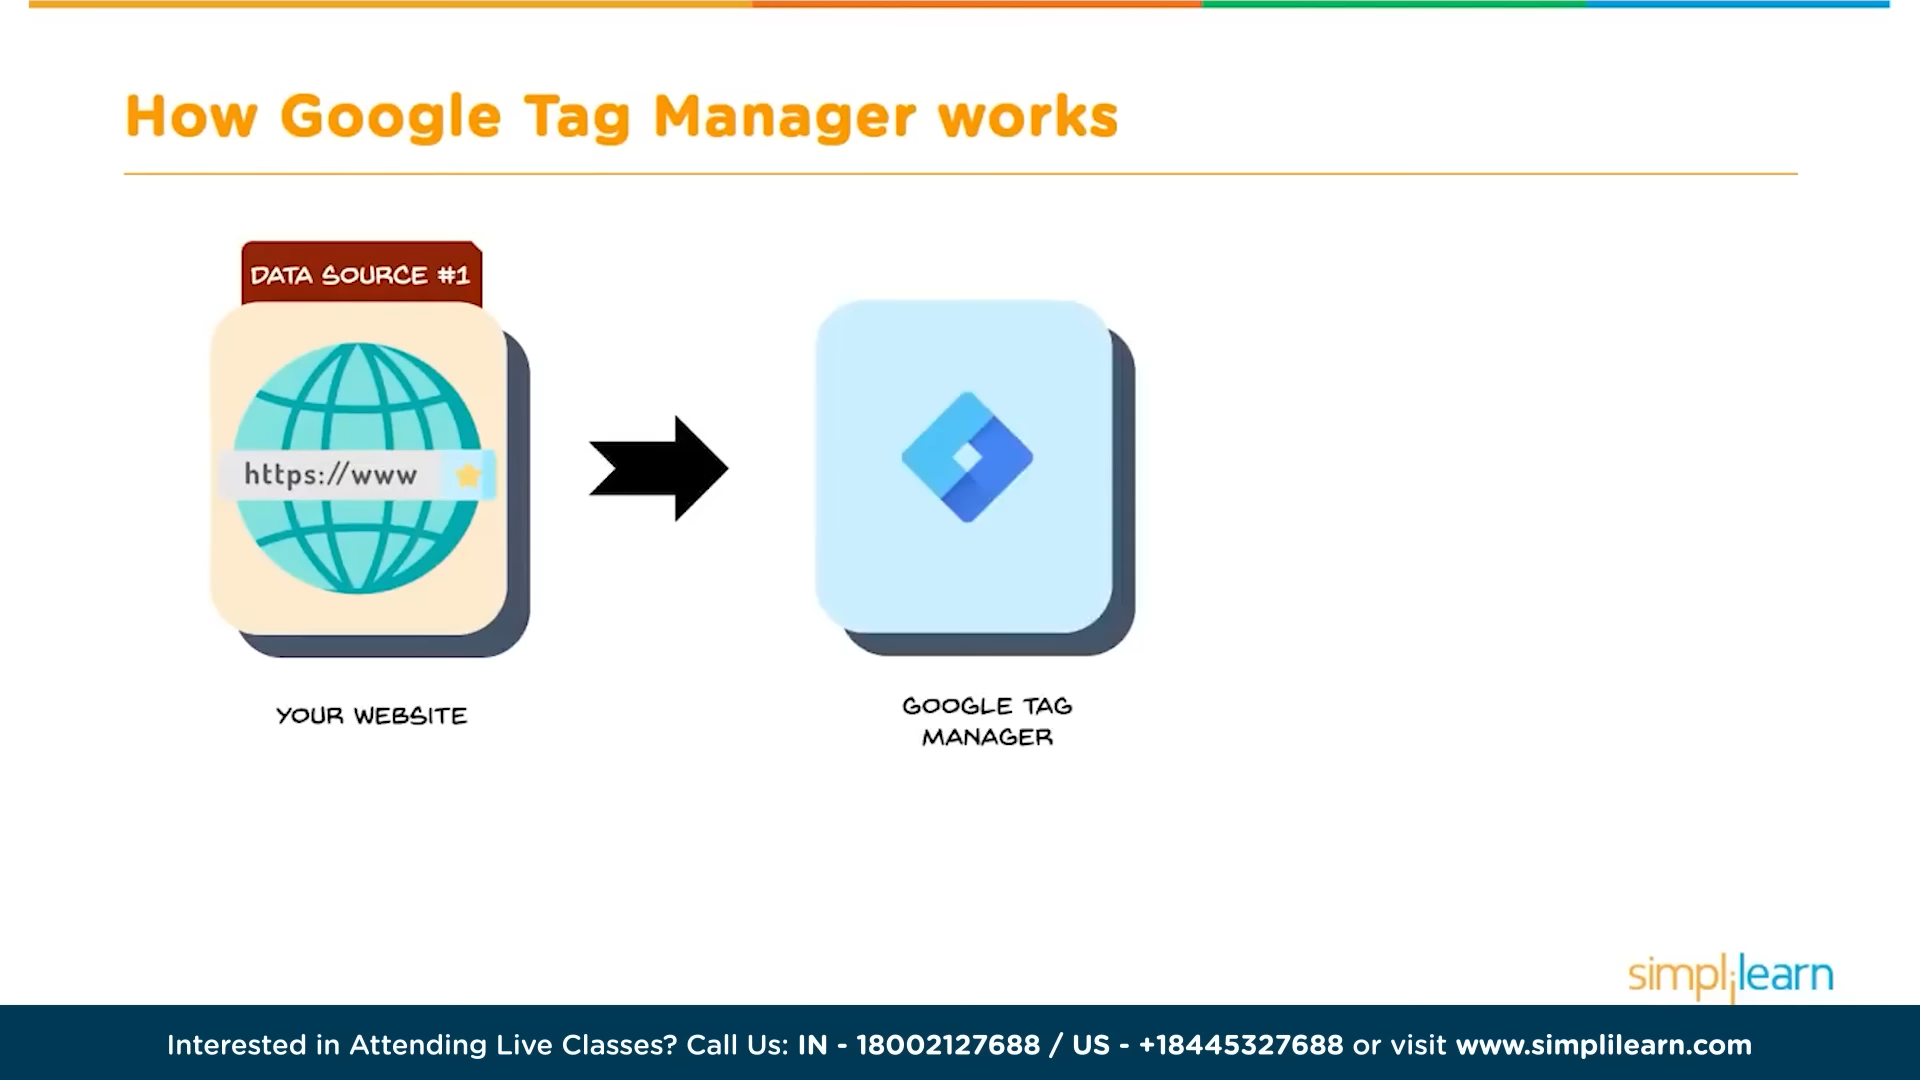 How Google Tag Manager works
DATA SOURCE #1
https://www
YOUR WEBSITE
GOOGLE TAG
MANAGER
simplilearn
Interested in Attending Live Classes? Call Us: IN - 18002127688 / US - +18445327688 or visit www.simplilearn.com